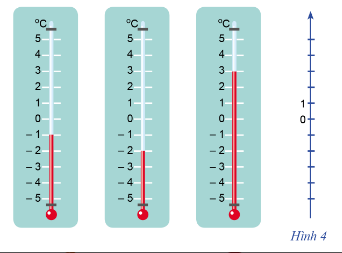 °C °C °C
5 5 5
4 4 4
3 3 3
2 2 2
1 1 1 1
0 0 0 0
– 1 – 1 – 1
– 2 – 2 – 2
– 3 – 3 – 3
– 4 – 4 – 4
– 5 – 5 – 5
Hình 4